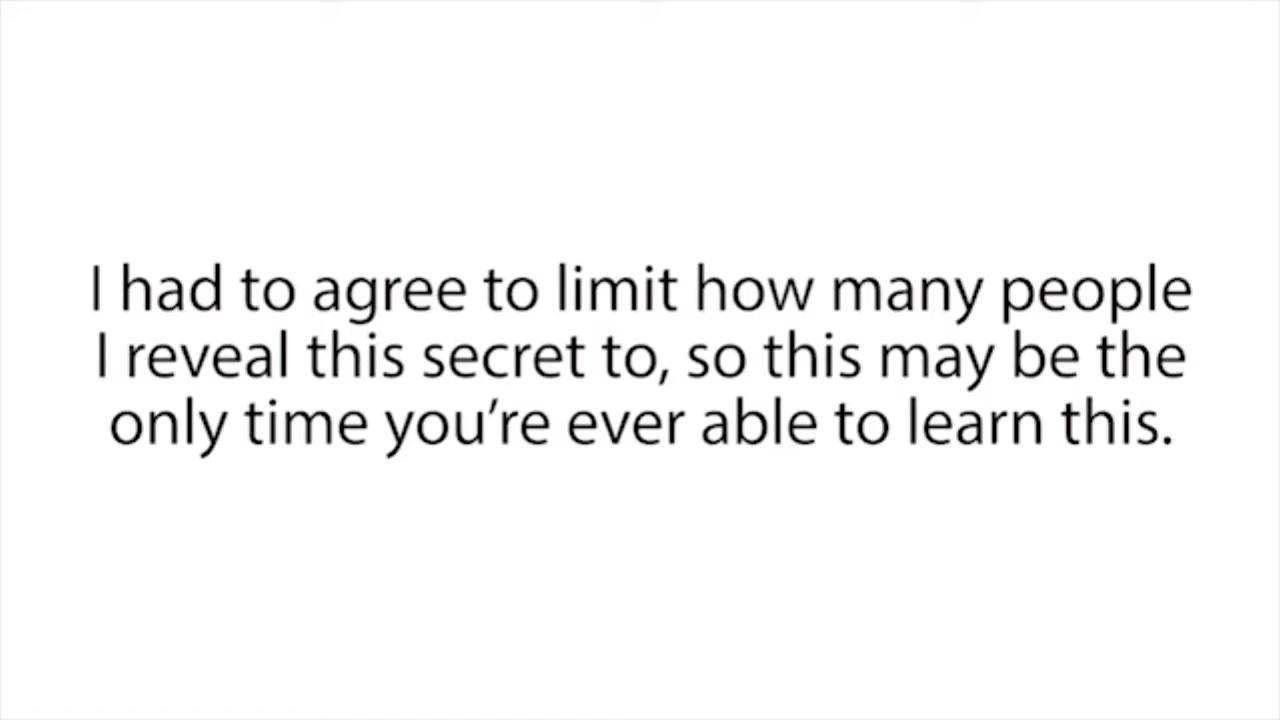 I had to agree to limit how many people
I reveal this secret to, so this may be the
only time you’re ever able to learn this.